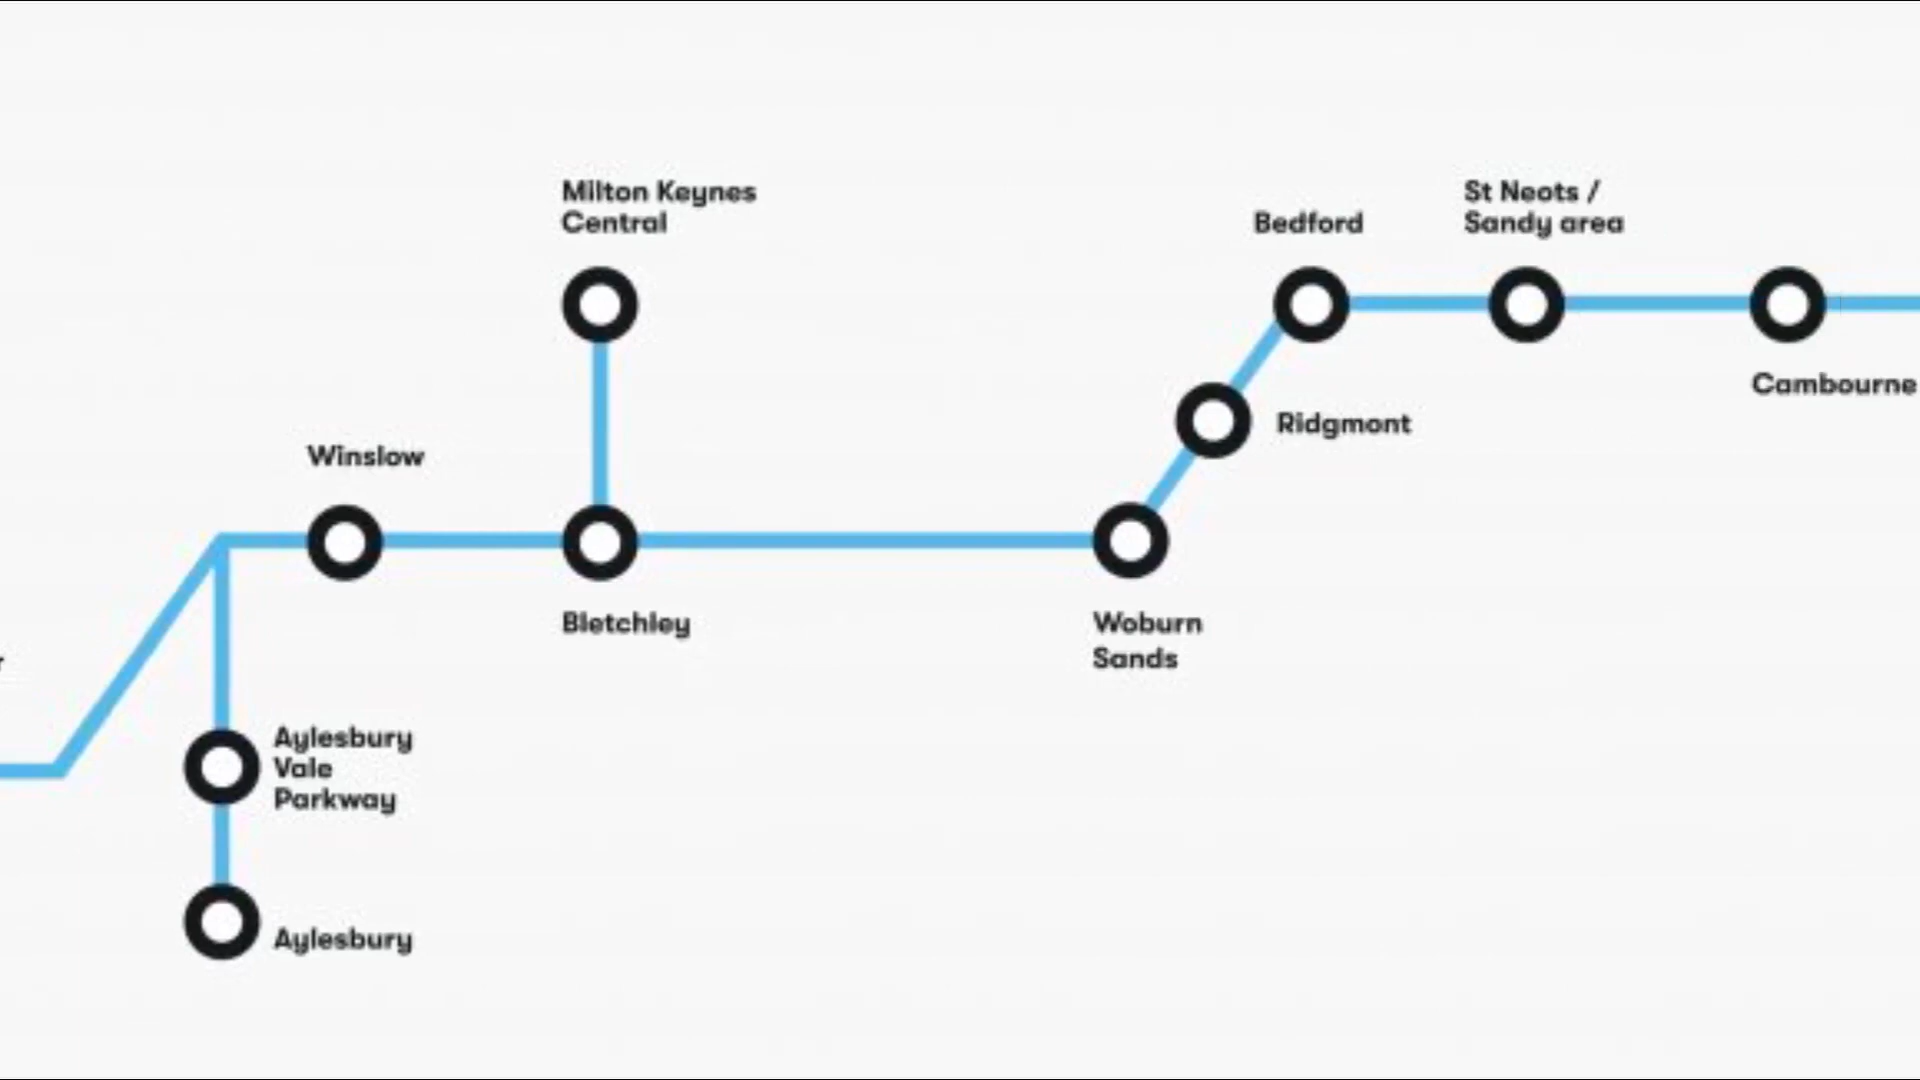 Milton Keynes
Central
Bedford
St Neots /
Sandy area
Cambourne
Ridgmont
Winslow
Bletchley
Woburn
Sands
Aylesbury
Vale
Parkway
Aylesbury